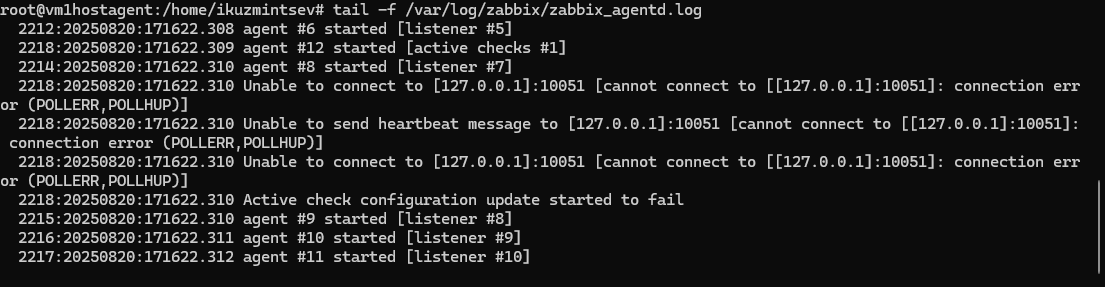 root@vm1hostagent:/home/ikuzmintsev# tail -f /var/log/zabbix/zabbix_agentd.log
  2212:20250820:171622.308 agent #6 started [listener #5]
  2218:20250820:171622.309 agent #12 started [active checks #1]
  2214:20250820:171622.310 agent #8 started [listener #7]
  2218:20250820:171622.310 Unable to connect to [127.0.0.1]:10051 [cannot connect to [[127.0.0.1]:10051]: connection err
or (POLLERR,POLLHUP)]
  2218:20250820:171622.310 Unable to send heartbeat message to [127.0.0.1]:10051 [cannot connect to [[127.0.0.1]:10051]:
 connection error (POLLERR,POLLHUP)]
  2218:20250820:171622.310 Unable to connect to [127.0.0.1]:10051 [cannot connect to [[127.0.0.1]:10051]: connection err
or (POLLERR,POLLHUP)]
  2218:20250820:171622.310 Active check configuration update started to fail
  2215:20250820:171622.310 agent #9 started [listener #8]
  2216:20250820:171622.311 agent #10 started [listener #9]
  2217:20250820:171622.312 agent #11 started [listener #10]